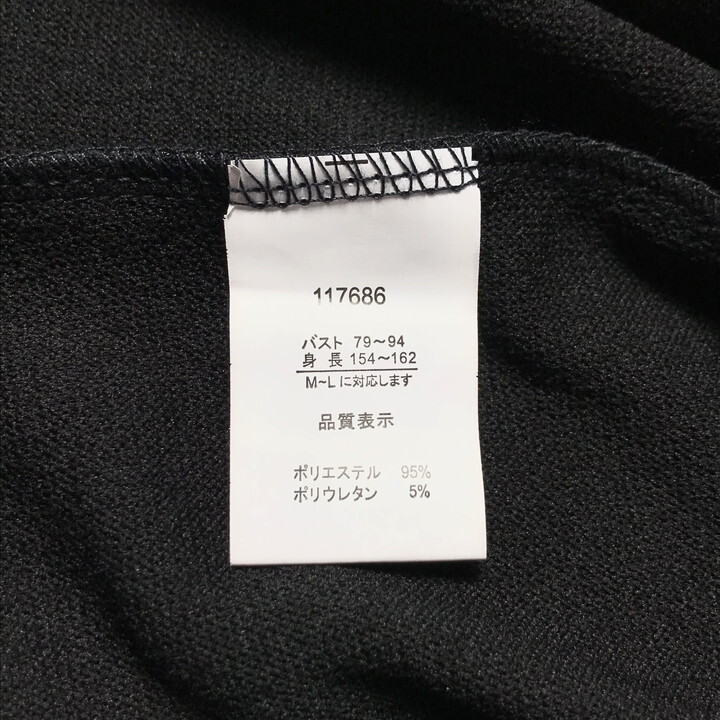 117686
バスト 79～94
身 長 154～162
M~L に対応します
品質表示
ポリエステル 95%
ポリウレタン 5%